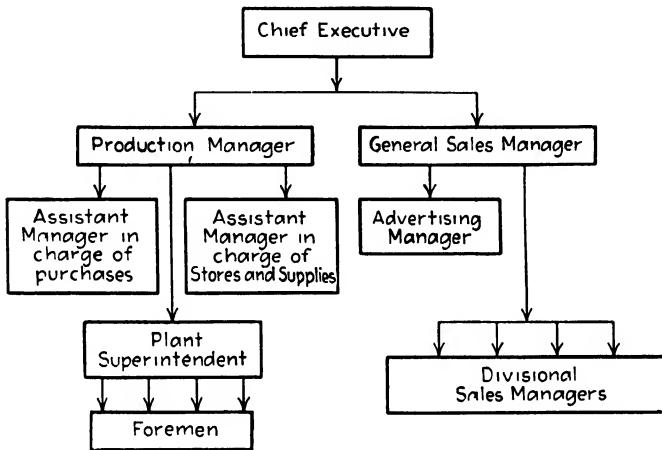 Chief Executive
Production Manager
General Sales Manager
Assistant
Manager in
charge of
purchases
Assistant
Manager in
charge of
Stores and Supplies
Advertising
Manager
Plant
Superintendent
Foremen
Divisional
Sales Managers